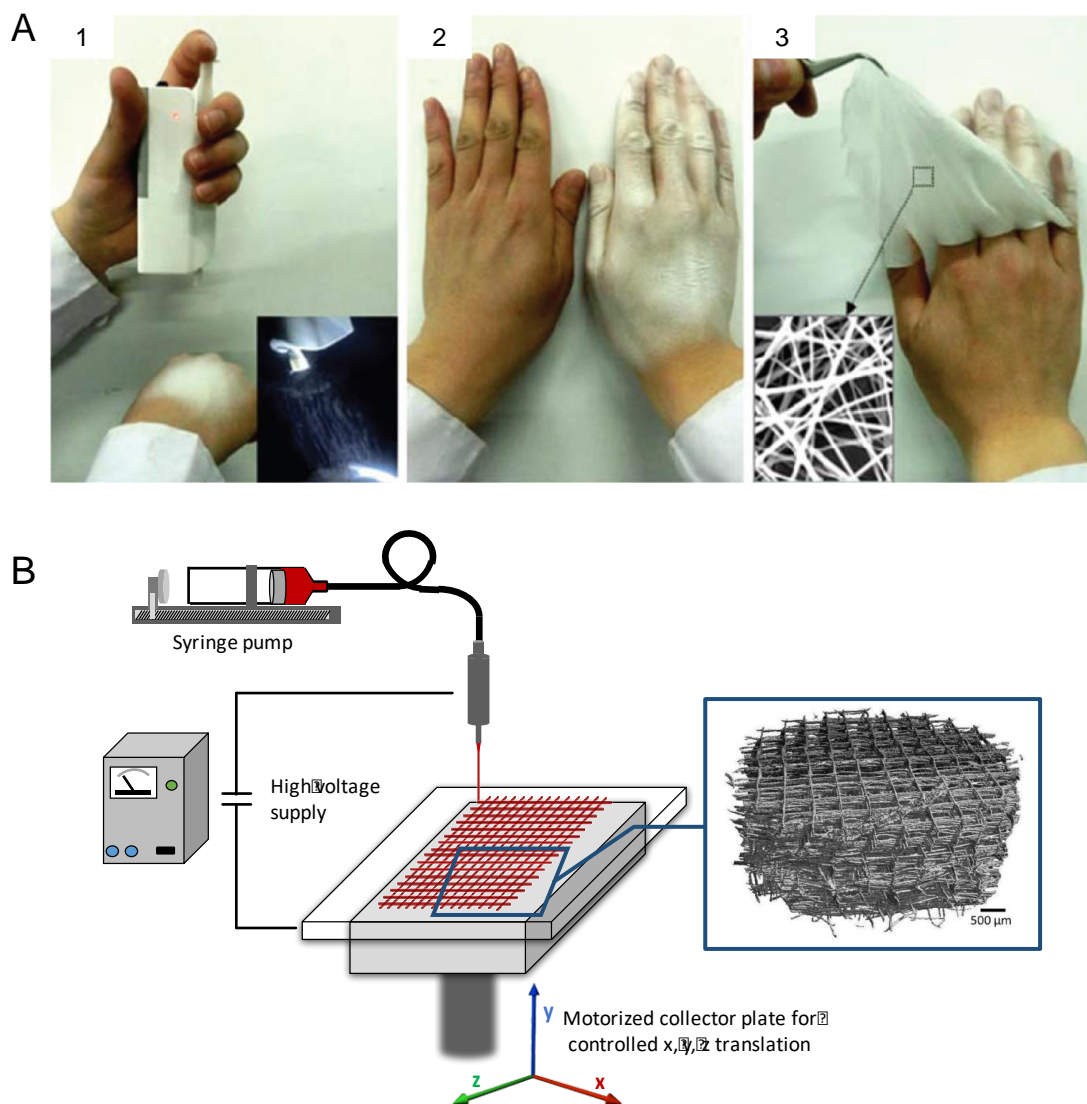 A
1
2
3
B
Syringe pump
High⍰voltage
supply
500 µm
y
Motorized collector plate for⍰
controlled x,⍰y,⍰z translation
z
x